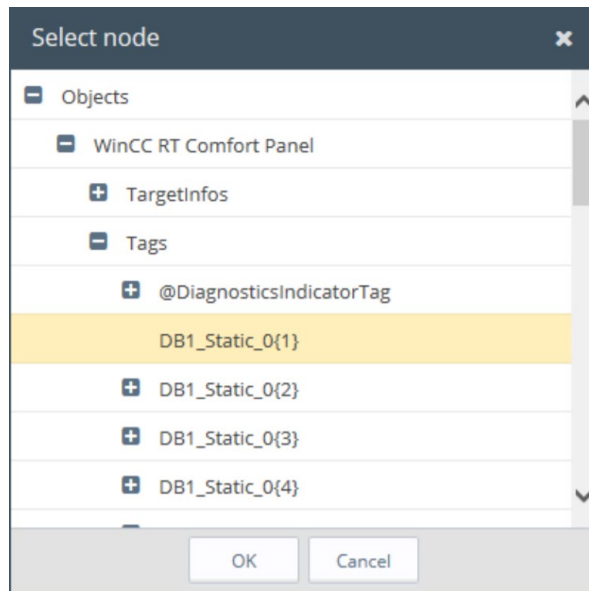 Select node
Objects
WinCC RT Comfort Panel
TargetInfos
Tags
@DiagnosticsIndicatorTag
DB1_Static_0{1}
DB1_Static_0{2}
DB1_Static_0{3}
DB1_Static_0{4}
OK Cancel